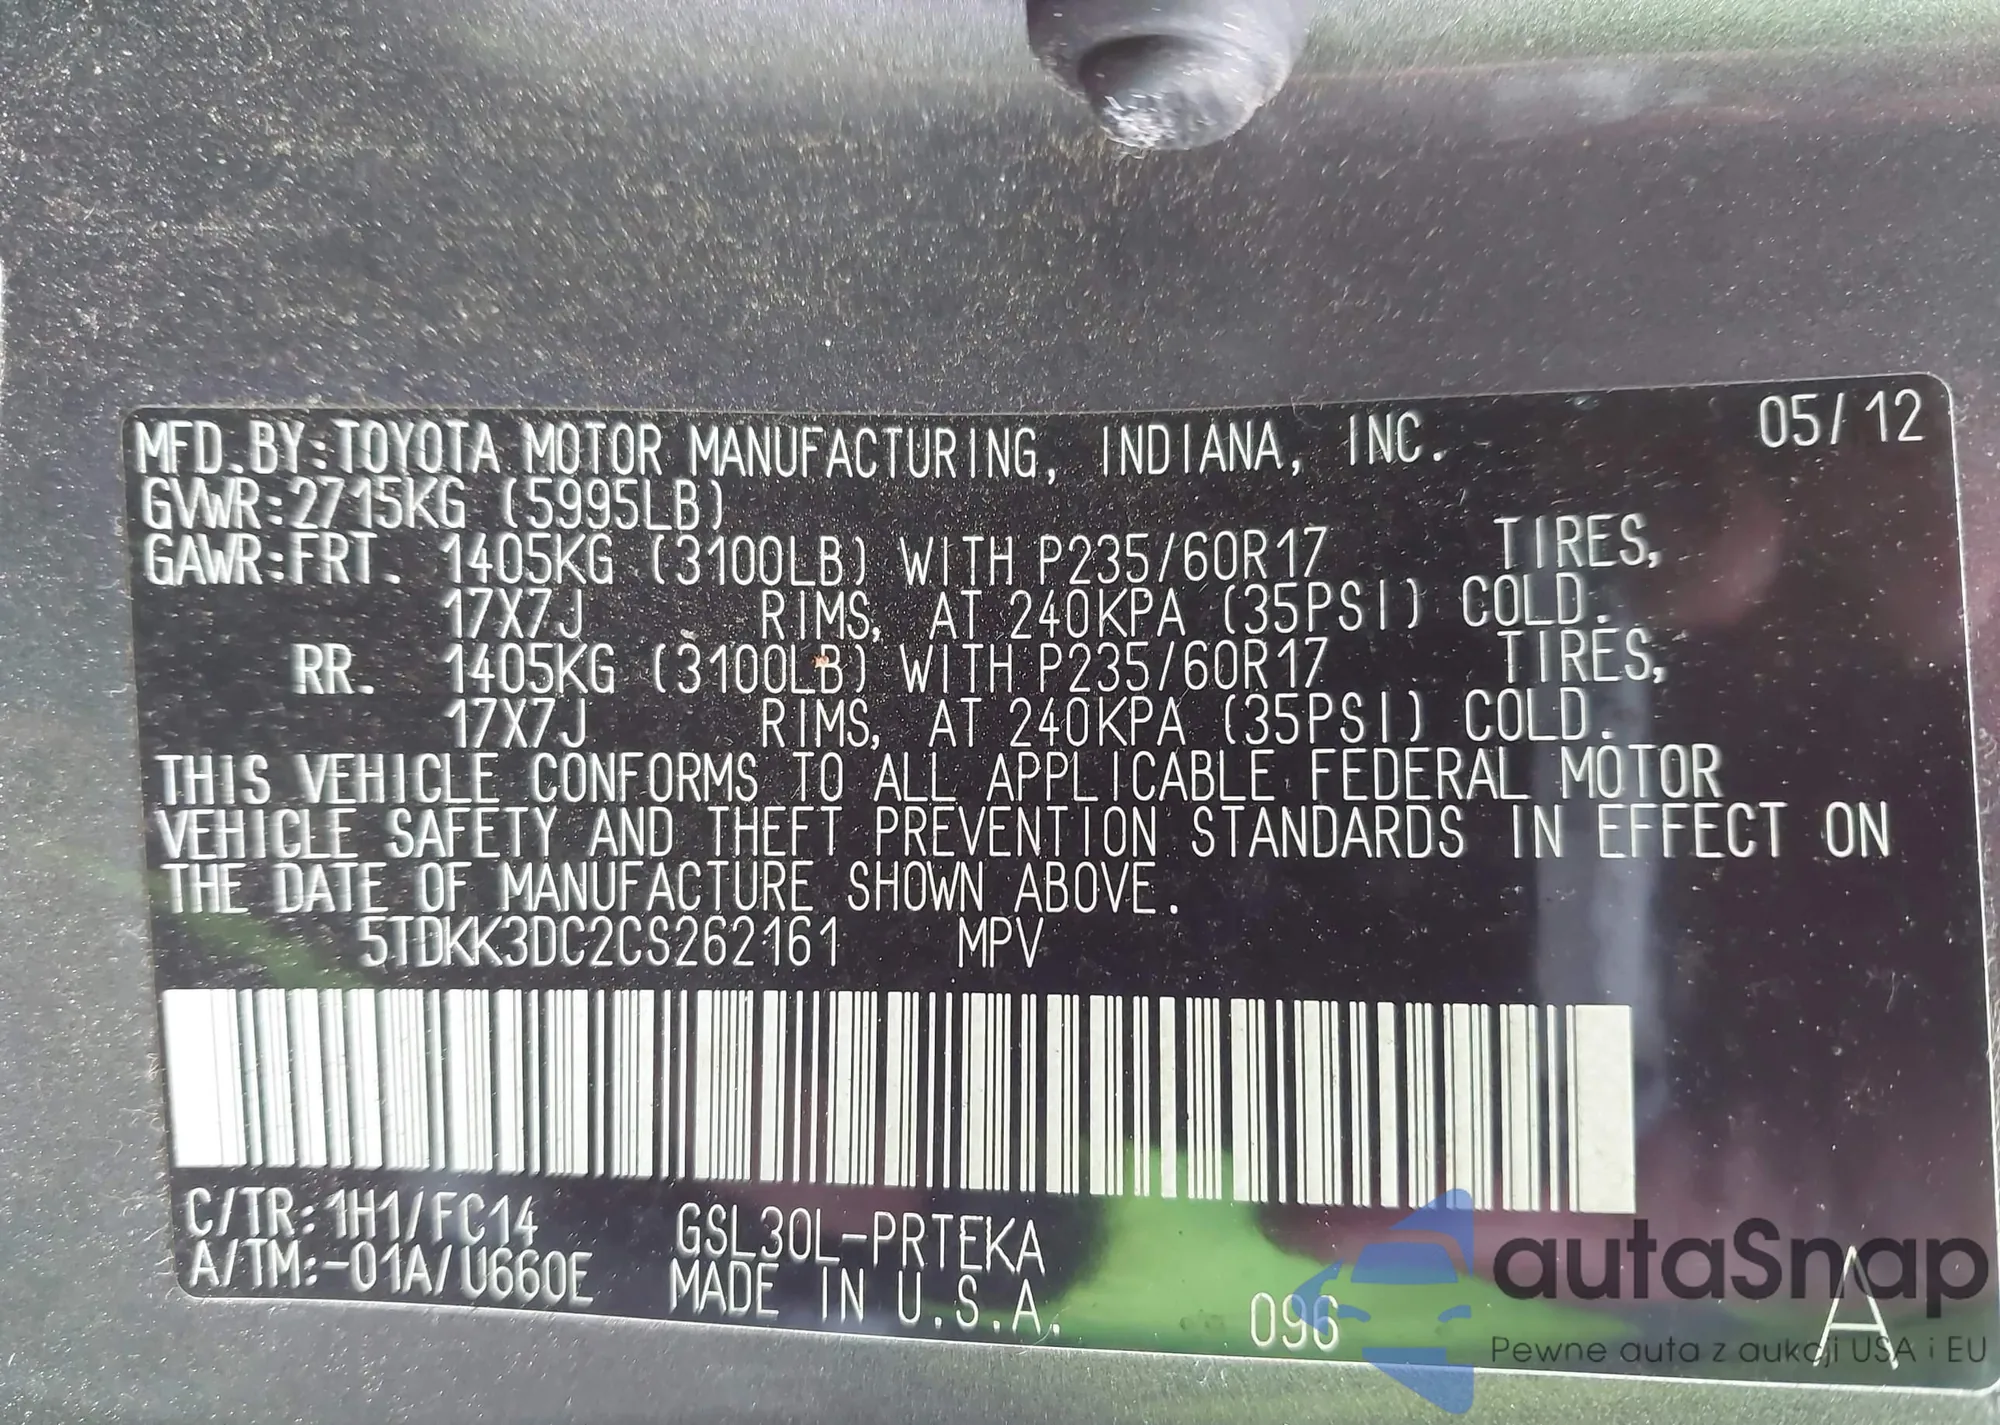 MFD.BY:TOYOTA MOTOR MANUFACTURING, INDIANA, INC. 05/12
GVWR:2715KG (5995LB)
GAWR:FRT. 1405KG (3100LB) WITH P235/60R17 TIRES,
17X7J RIMS, AT 240KPA (35PSI) COLD.
RR. 1405KG (3100LB) WITH P235/60R17 TIRES,
17X7J RIMS, AT 240KPA (35PSI) COLD.
THIS VEHICLE CONFORMS TO ALL APPLICABLE FEDERAL MOTOR
VEHICLE SAFETY AND THEFT PREVENTION STANDARDS IN EFFECT ON
THE DATE OF MANUFACTURE SHOWN ABOVE.
5TDKK3DC2CS262161 MPV
C/TR:1H1/FC14 GSL30L-PRTEKA
A/TM:-01A/U660E MADE IN U.S.A.
096 A
autoSnap
Pewne auta z aukcji USA i EU